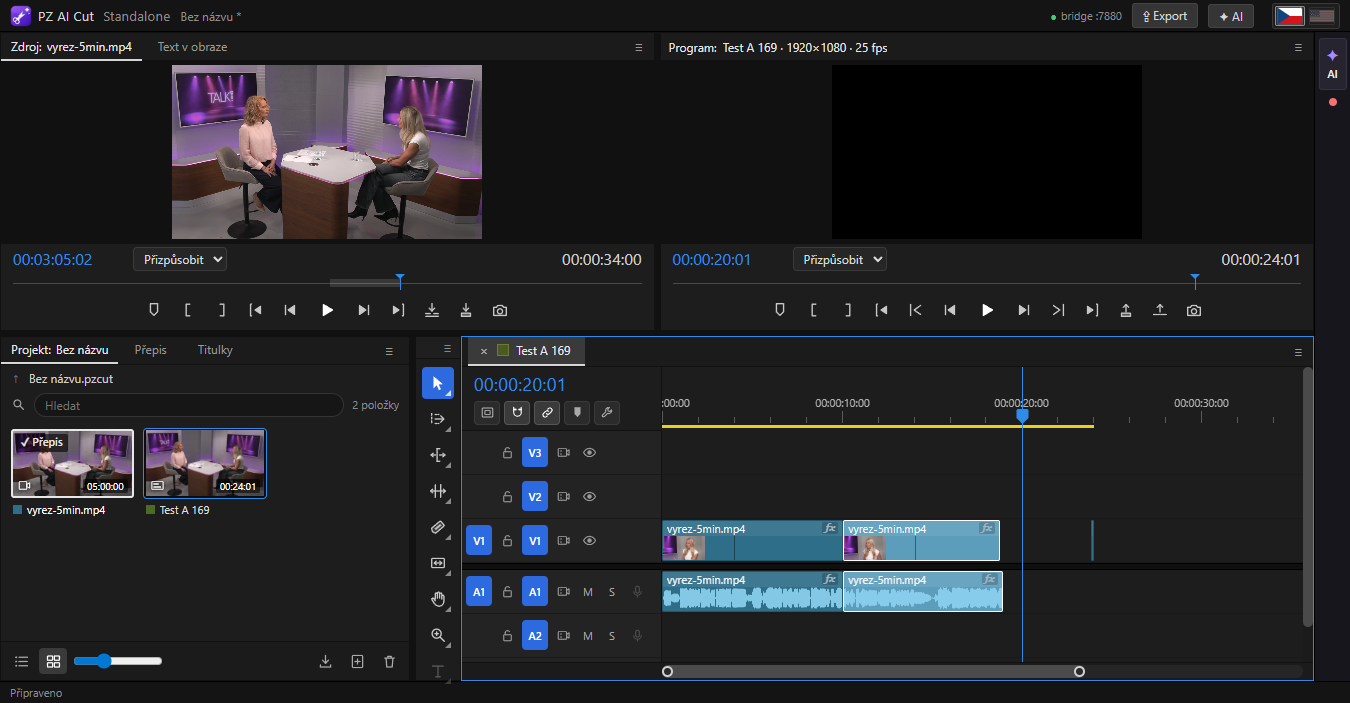 PZ AI Cut Standalone Bez názvu *
bridge :7880 Export AI
Zdroj: vyrez-5min.mp4 Text v obraze
Program: Test A 169 · 1920×1080 · 25 fps
AI
TALK!
00:03:05:02 Přizpůsobit 00:00:34:00
00:00:20:01 Přizpůsobit 00:00:24:01
Projekt: Bez názvu Přepis Titulky
Bez názvu.pzcut
Hledat 2 položky
✓ Přepis
05:00:00
00:24:01
vyrez-5min.mp4
Test A 169
× Test A 169
00:00:20:01
:00:00 00:00:10:00 00:00:20:00 00:00:30:00
V3
V2
V1 V1
vyrez-5min.mp4 fx vyrez-5min.mp4 fx
A1 A1 M S
vyrez-5min.mp4 fx vyrez-5min.mp4 fx
A2 M S
Připraveno